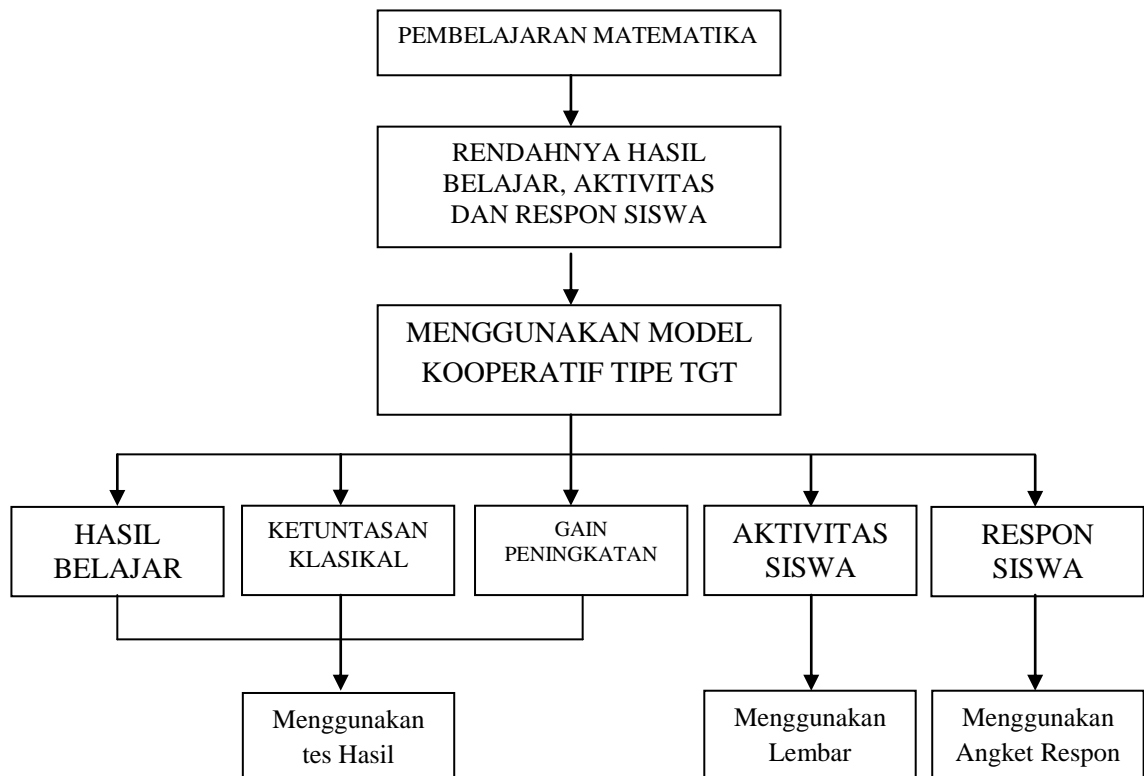 PEMBELAJARAN MATEMATIKA
RENDAHNYA HASIL
BELAJAR, AKTIVITAS
DAN RESPON SISWA
MENGGUNAKAN MODEL
KOOPERATIF TIPE TGT
HASIL
BELAJAR
KETUNTASAN
KLASIKAL
GAIN
PENINGKATAN
AKTIVITAS
SISWA
RESPON
SISWA
Menggunakan
tes Hasil
Menggunakan
Lembar
Menggunakan
Angket Respon